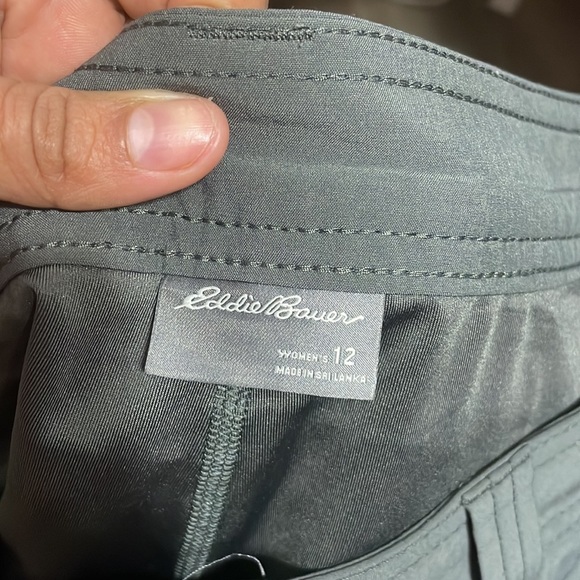 Eddie Bauer
WOMEN'S 12
MADE IN SRI LANKA